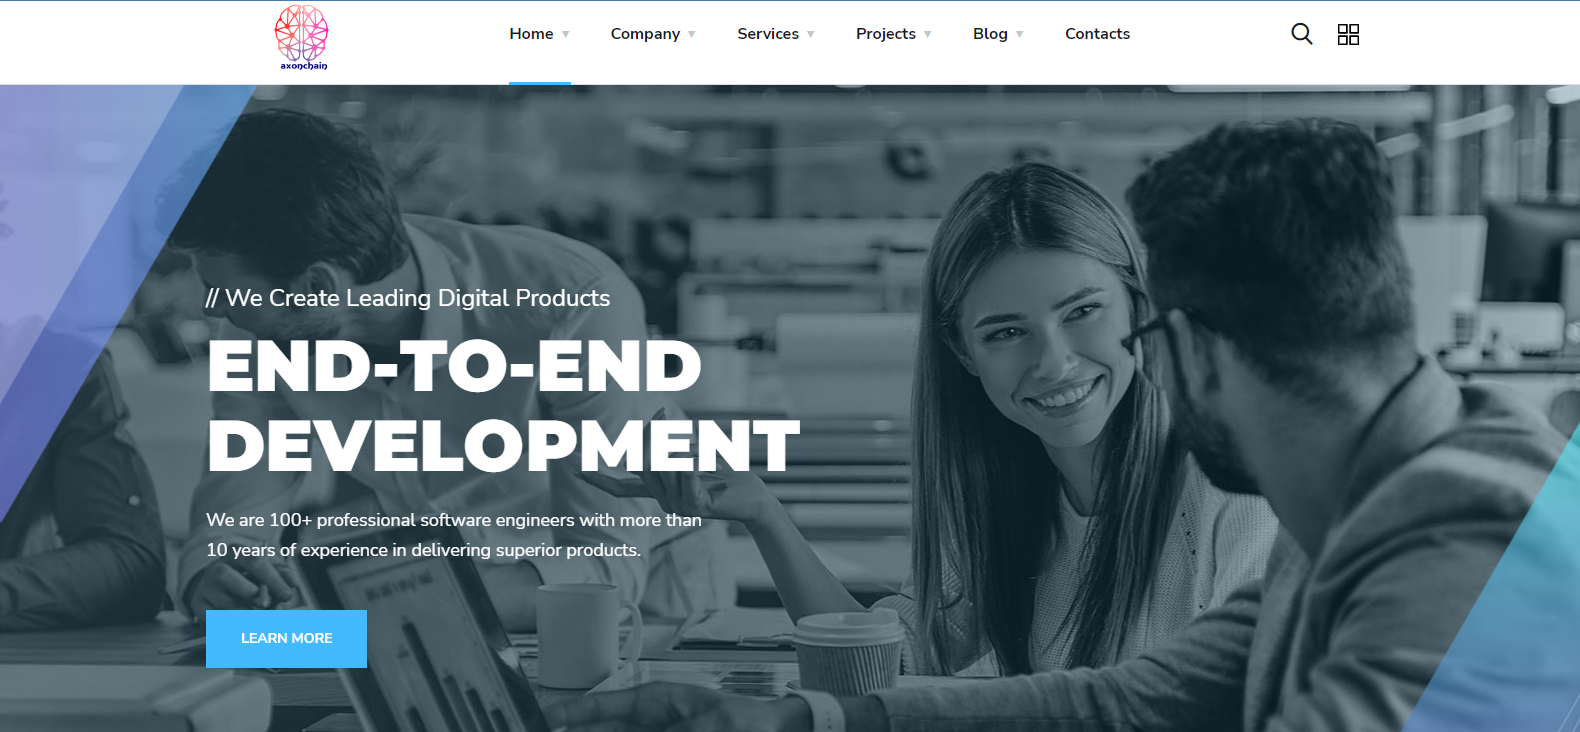 axonchain
Home Company Services Projects Blog Contacts
// We Create Leading Digital Products
END-TO-END
DEVELOPMENT
We are 100+ professional software engineers with more than
10 years of experience in delivering superior products.
LEARN MORE